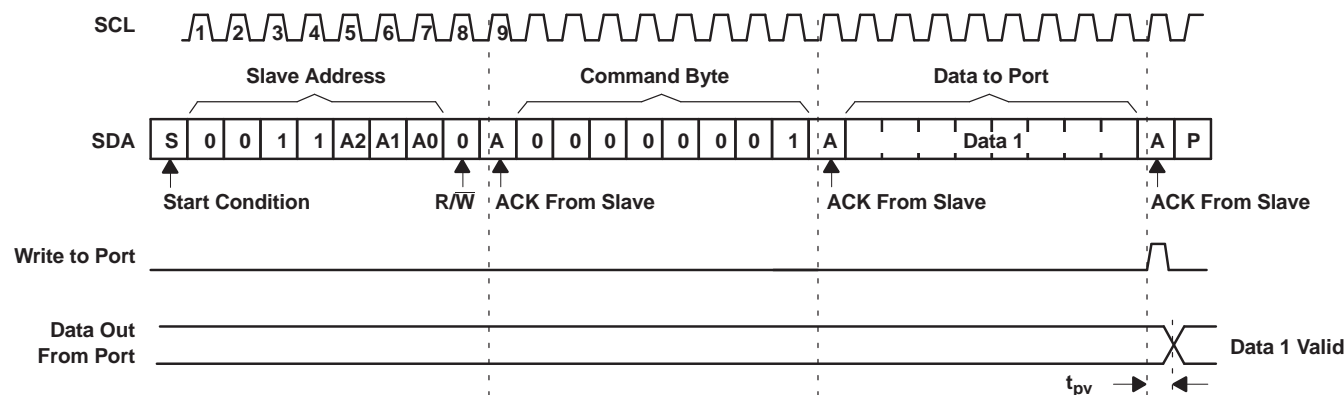 SCL 1 2 3 4 5 6 7 8 9
Slave Address Command Byte Data to Port
SDA S 0 0 1 1 A2 A1 A0 0 A 0 0 0 0 0 0 0 1 A Data 1 A P
Start Condition R/W̅ ACK From Slave ACK From Slave ACK From Slave
Write to Port
Data Out
From Port
Data 1 Valid
tpv